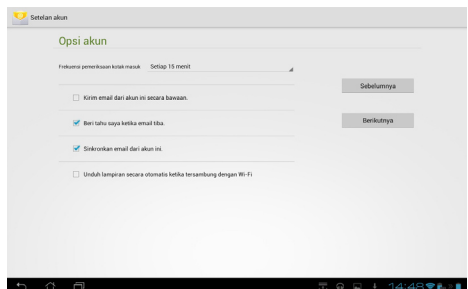 Setelan akun
Opsi akun
Frekuensi pemeriksaan kotak masuk Setiap 15 menit
Sebelumnya
Kirim email dari akun ini secara bawaan.
Beri tahu saya ketika email tiba.
Berikutnya
Sinkronkan email dari akun ini.
Unduh lampiran secara otomatis ketika tersambung dengan Wi-Fi
14:48